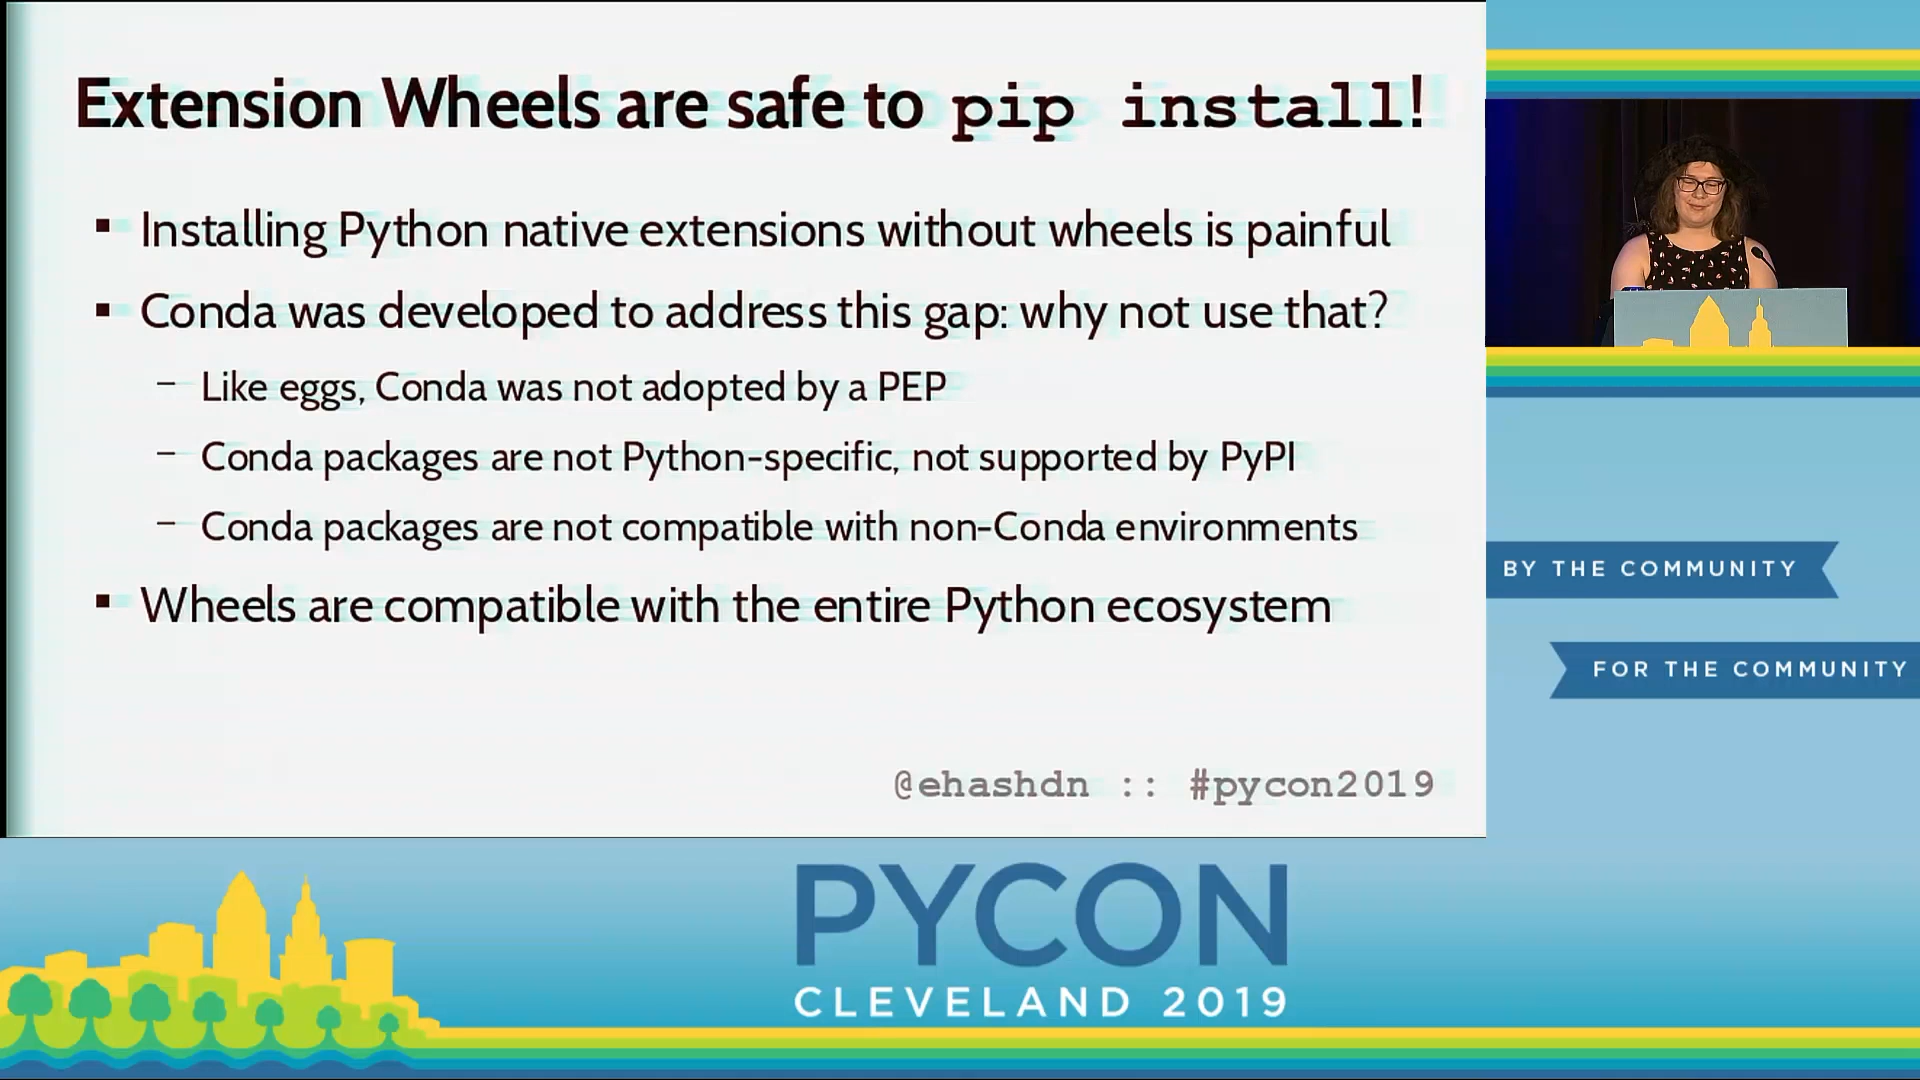 Extension Wheels are safe to pip install!
▪ Installing Python native extensions without wheels is painful
▪ Conda was developed to address this gap: why not use that?
– Like eggs, Conda was not adopted by a PEP
– Conda packages are not Python-specific, not supported by PyPI
– Conda packages are not compatible with non-Conda environments
▪ Wheels are compatible with the entire Python ecosystem
@ehashdn :: #pycon2019
BY THE COMMUNITY
FOR THE COMMUNITY
PYCON
CLEVELAND 2019